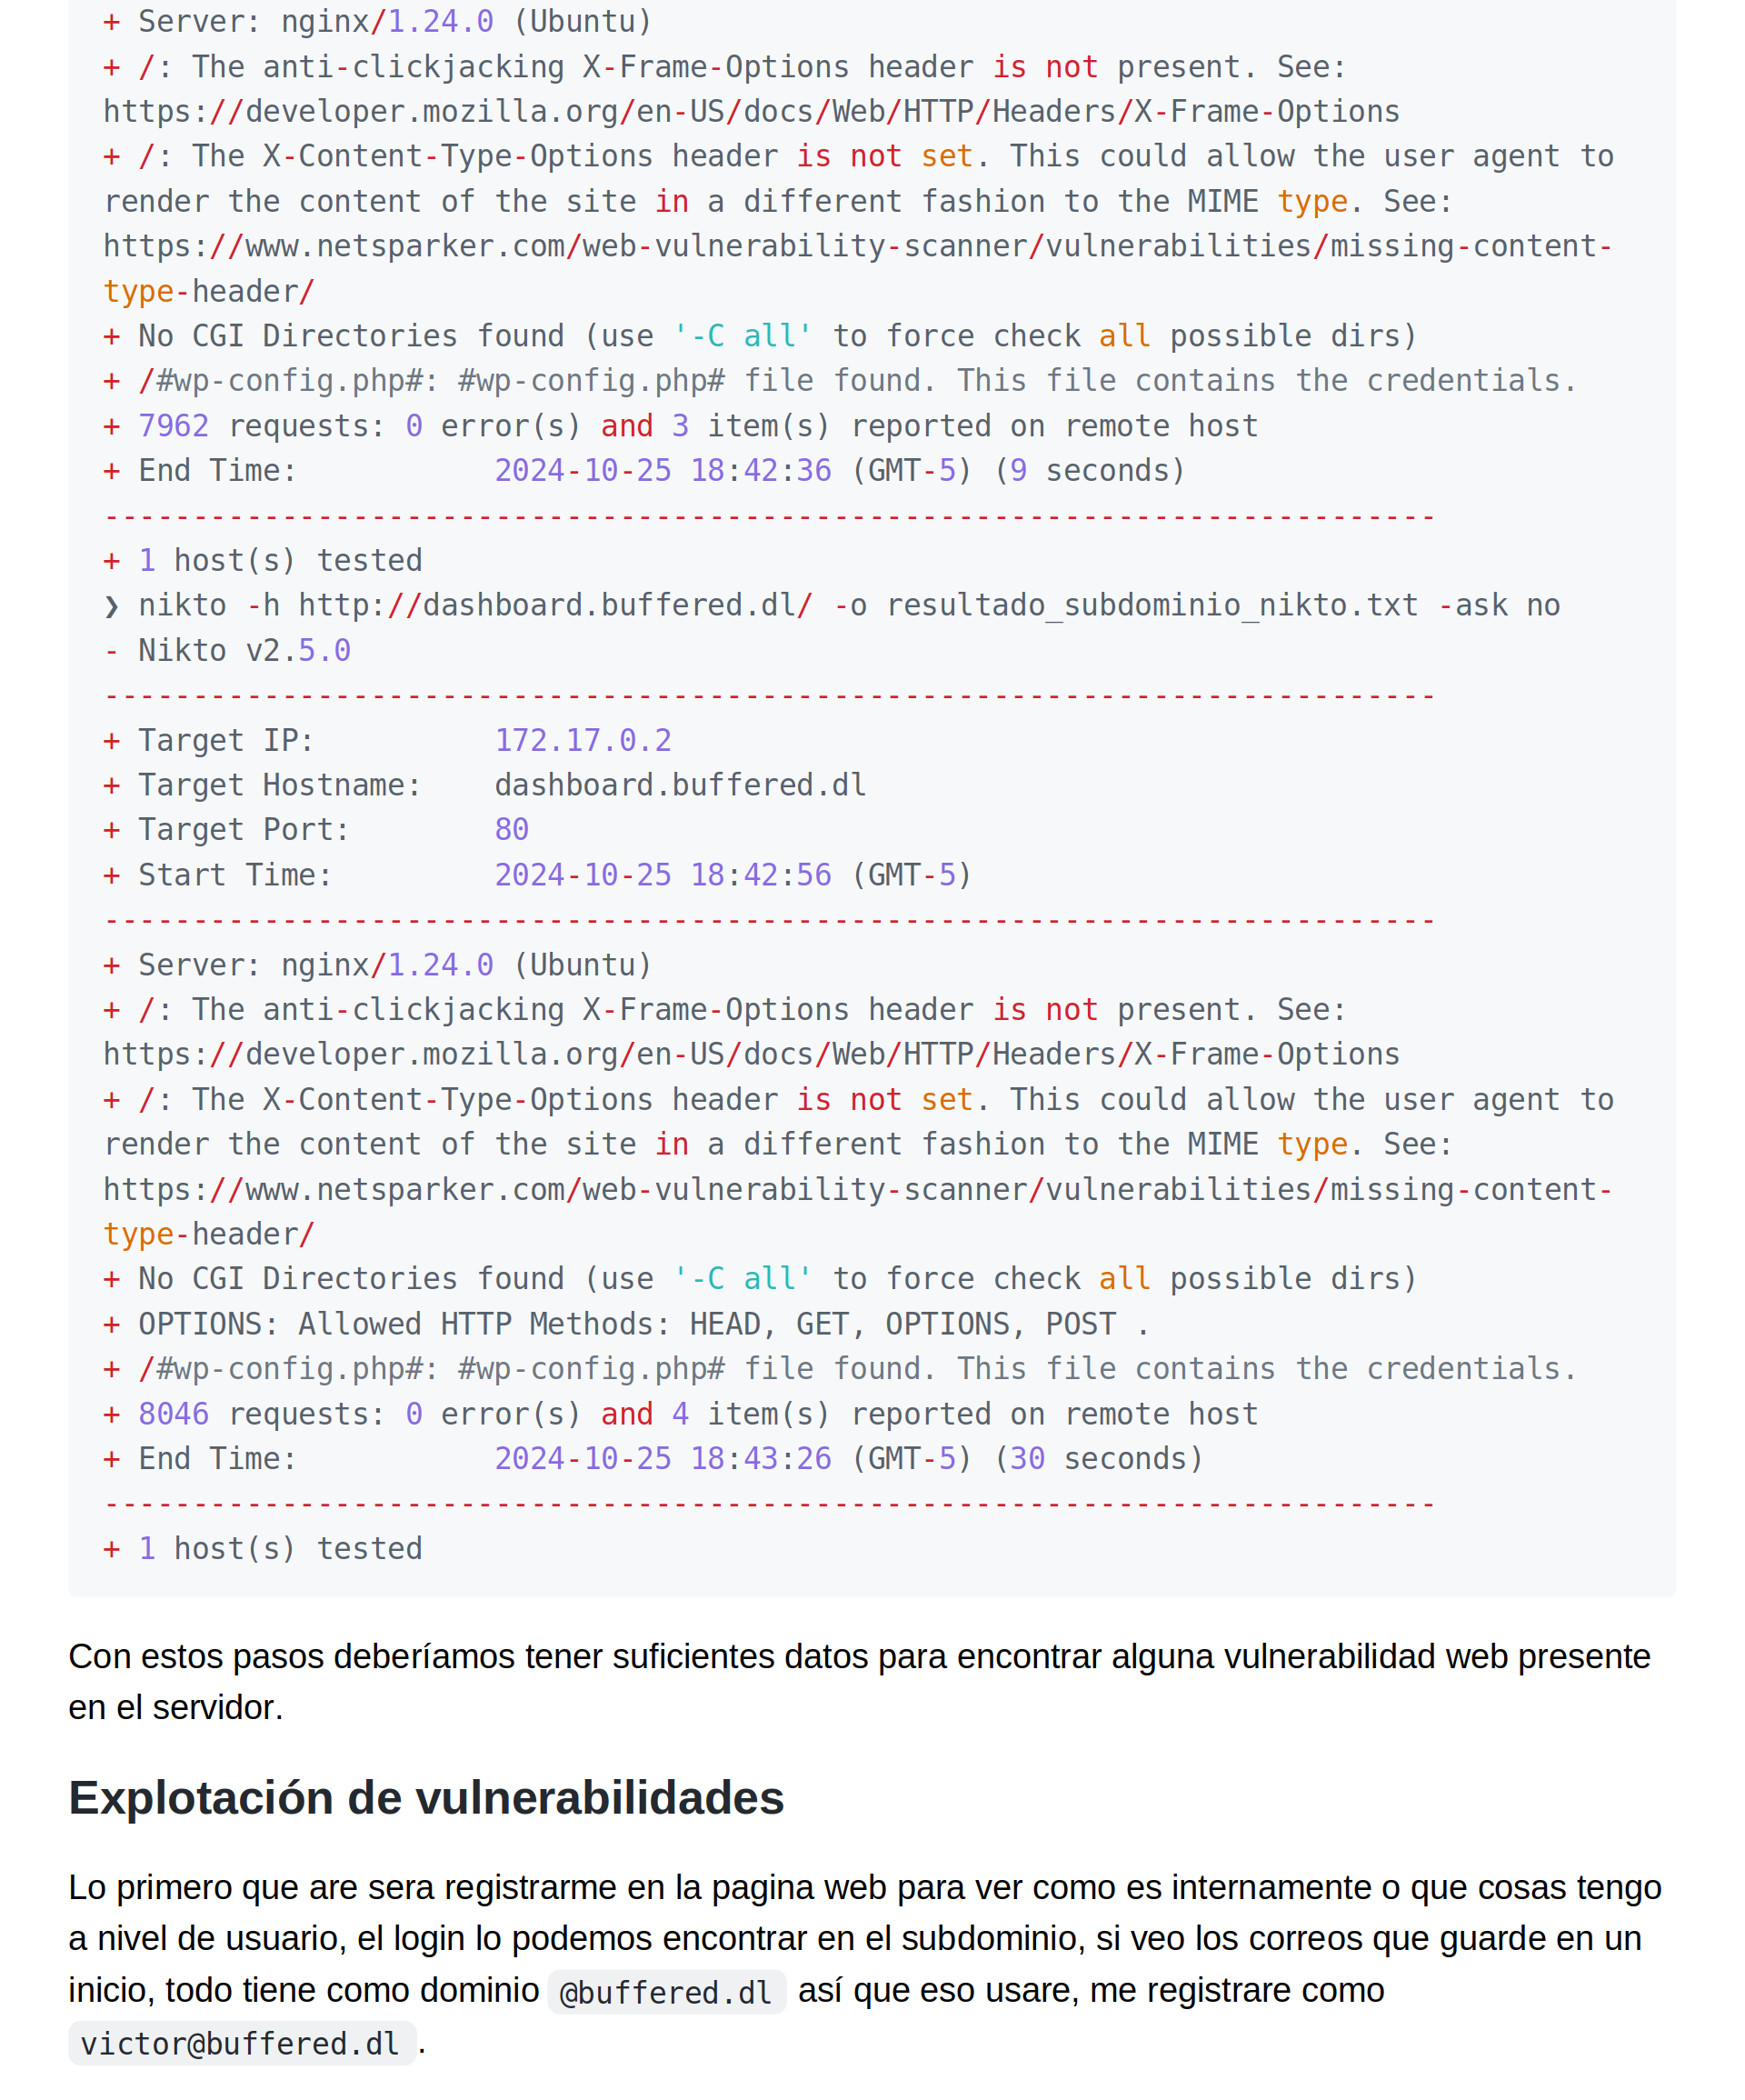 + Server: nginx/1.24.0 (Ubuntu)
+ /: The anti-clickjacking X-Frame-Options header is not present. See:
https://developer.mozilla.org/en-US/docs/Web/HTTP/Headers/X-Frame-Options
+ /: The X-Content-Type-Options header is not set. This could allow the user agent to
render the content of the site in a different fashion to the MIME type. See:
https://www.netsparker.com/web-vulnerability-scanner/vulnerabilities/missing-content-
type-header/
+ No CGI Directories found (use '-C all' to force check all possible dirs)
+ /#wp-config.php#: #wp-config.php# file found. This file contains the credentials.
+ 7962 requests: 0 error(s) and 3 item(s) reported on remote host
+ End Time:           2024-10-25 18:42:36 (GMT-5) (9 seconds)
---------------------------------------------------------------------------
+ 1 host(s) tested
❯ nikto -h http://dashboard.buffered.dl/ -o resultado_subdominio_nikto.txt -ask no
- Nikto v2.5.0
---------------------------------------------------------------------------
+ Target IP:          172.17.0.2
+ Target Hostname:    dashboard.buffered.dl
+ Target Port:        80
+ Start Time:         2024-10-25 18:42:56 (GMT-5)
---------------------------------------------------------------------------
+ Server: nginx/1.24.0 (Ubuntu)
+ /: The anti-clickjacking X-Frame-Options header is not present. See:
https://developer.mozilla.org/en-US/docs/Web/HTTP/Headers/X-Frame-Options
+ /: The X-Content-Type-Options header is not set. This could allow the user agent to
render the content of the site in a different fashion to the MIME type. See:
https://www.netsparker.com/web-vulnerability-scanner/vulnerabilities/missing-content-
type-header/
+ No CGI Directories found (use '-C all' to force check all possible dirs)
+ OPTIONS: Allowed HTTP Methods: HEAD, GET, OPTIONS, POST .
+ /#wp-config.php#: #wp-config.php# file found. This file contains the credentials.
+ 8046 requests: 0 error(s) and 4 item(s) reported on remote host
+ End Time:           2024-10-25 18:43:26 (GMT-5) (30 seconds)
---------------------------------------------------------------------------
+ 1 host(s) tested
Con estos pasos deberíamos tener suficientes datos para encontrar alguna vulnerabilidad web presente
en el servidor.
Explotación de vulnerabilidades
Lo primero que are sera registrarme en la pagina web para ver como es internamente o que cosas tengo
a nivel de usuario, el login lo podemos encontrar en el subdominio, si veo los correos que guarde en un
inicio, todo tiene como dominio @buffered.dl así que eso usare, me registrare como
victor@buffered.dl.